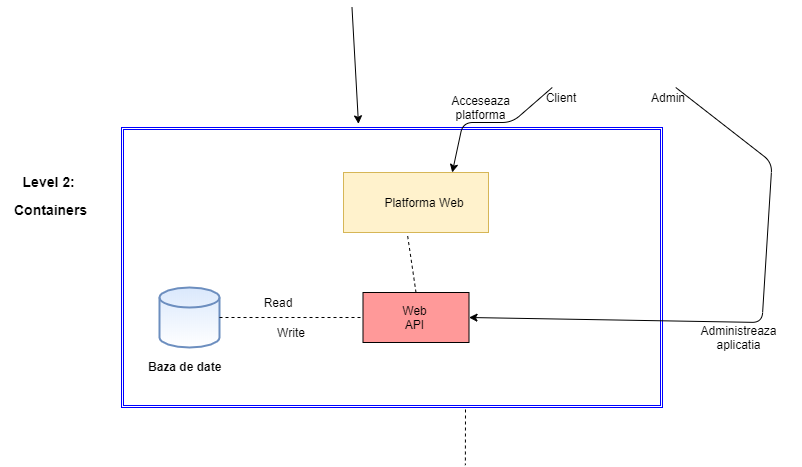 Acceseaza
platforma
Client
Admin
Level 2:
Containers
Platforma Web
Read
Write
Web
API
Baza de date
Administreaza
aplicatia